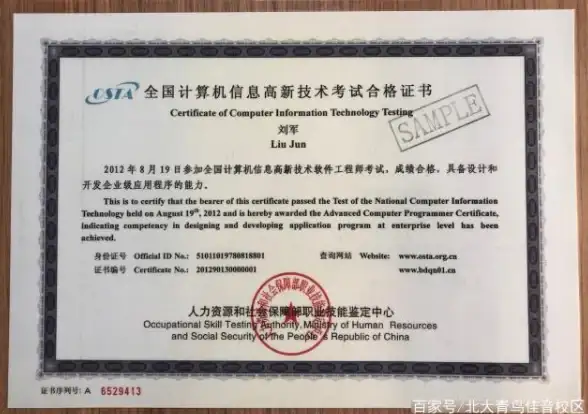 OSTA 全国计算机信息高新技术考试合格证书
Certificate of Computer Information Technology Testing
SAMPLE
刘军
Liu Jun
2012年8月19日参加全国计算机信息高新技术软件工程师考试，成绩合格，具备设计和
开发企业级应用程序的能力。
This is to certify that the bearer of this certificate passed the Test of the National Computer Information
Technology held on August 19th, 2012 and is hereby awarded the Advanced Computer Programmer Certificate,
indicating competency in designing and developing application program at enterprise level has been
achieved.
身份证号 Official ID No.: 51011019780818801 查询网站 Website: www.osta.org.cn
证书编号 Certificate No.: 201290130000001 www.bdqn01.cn
人力资源和社会保障部职业技能鉴定中心
Occupational Skill Testing Authority, Ministry of Human Resources
and Social Security of the People's Republic of China
证书序列号: A 6529413
百家号/北大青鸟佳音校区